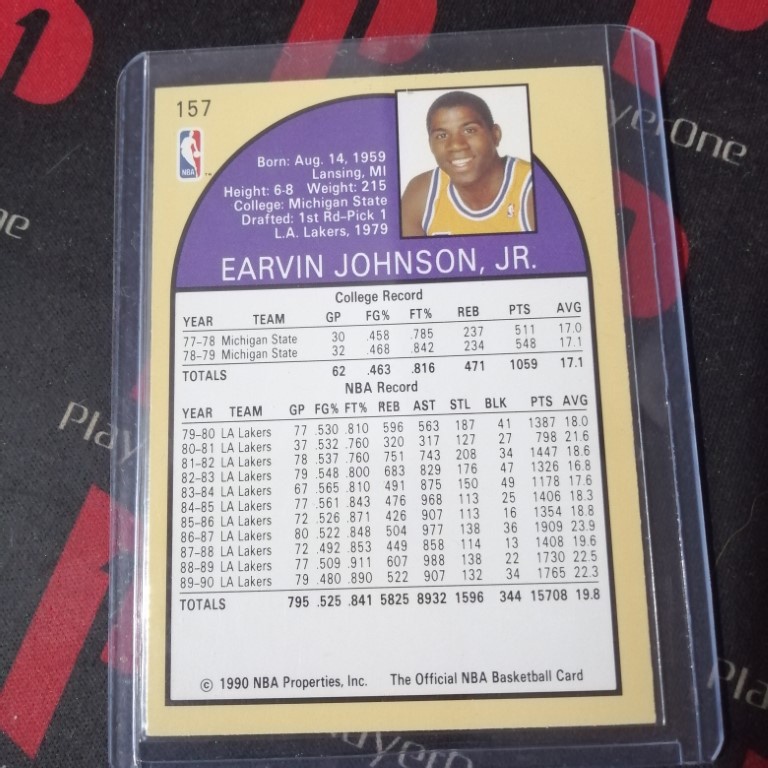 157
NBA
Born: Aug. 14, 1959
Lansing, MI
Height: 6-8 Weight: 215
College: Michigan State
Drafted: 1st Rd–Pick 1
L.A. Lakers, 1979
EARVIN JOHNSON, JR.
College Record
YEAR TEAM GP FG% FT% REB PTS AVG
77–78 Michigan State 30 .458 .785 237 511 17.0
78–79 Michigan State 32 .468 .842 234 548 17.1
TOTALS 62 .463 .816 471 1059 17.1
NBA Record
YEAR TEAM GP FG% FT% REB AST STL BLK PTS AVG
79–80 LA Lakers 77 .530 .810 596 563 187 41 1387 18.0
80–81 LA Lakers 37 .532 .760 320 317 127 27 798 21.6
81–82 LA Lakers 78 .537 .760 751 743 208 34 1447 18.6
82–83 LA Lakers 79 .548 .800 683 829 176 47 1326 16.8
83–84 LA Lakers 67 .565 .810 491 875 150 49 1178 17.6
84–85 LA Lakers 77 .561 .843 476 968 113 25 1406 18.3
85–86 LA Lakers 72 .526 .871 426 907 113 16 1354 18.8
86–87 LA Lakers 80 .522 .848 504 977 138 36 1909 23.9
87–88 LA Lakers 72 .492 .853 449 858 114 13 1408 19.6
88–89 LA Lakers 77 .509 .911 607 988 138 22 1730 22.5
89–90 LA Lakers 79 .480 .890 522 907 132 34 1765 22.3
TOTALS 795 .525 .841 5825 8932 1596 344 15708 19.8
© 1990 NBA Properties, Inc. The Official NBA Basketball Card
yerOne
ne
Play
Pla
ayerO